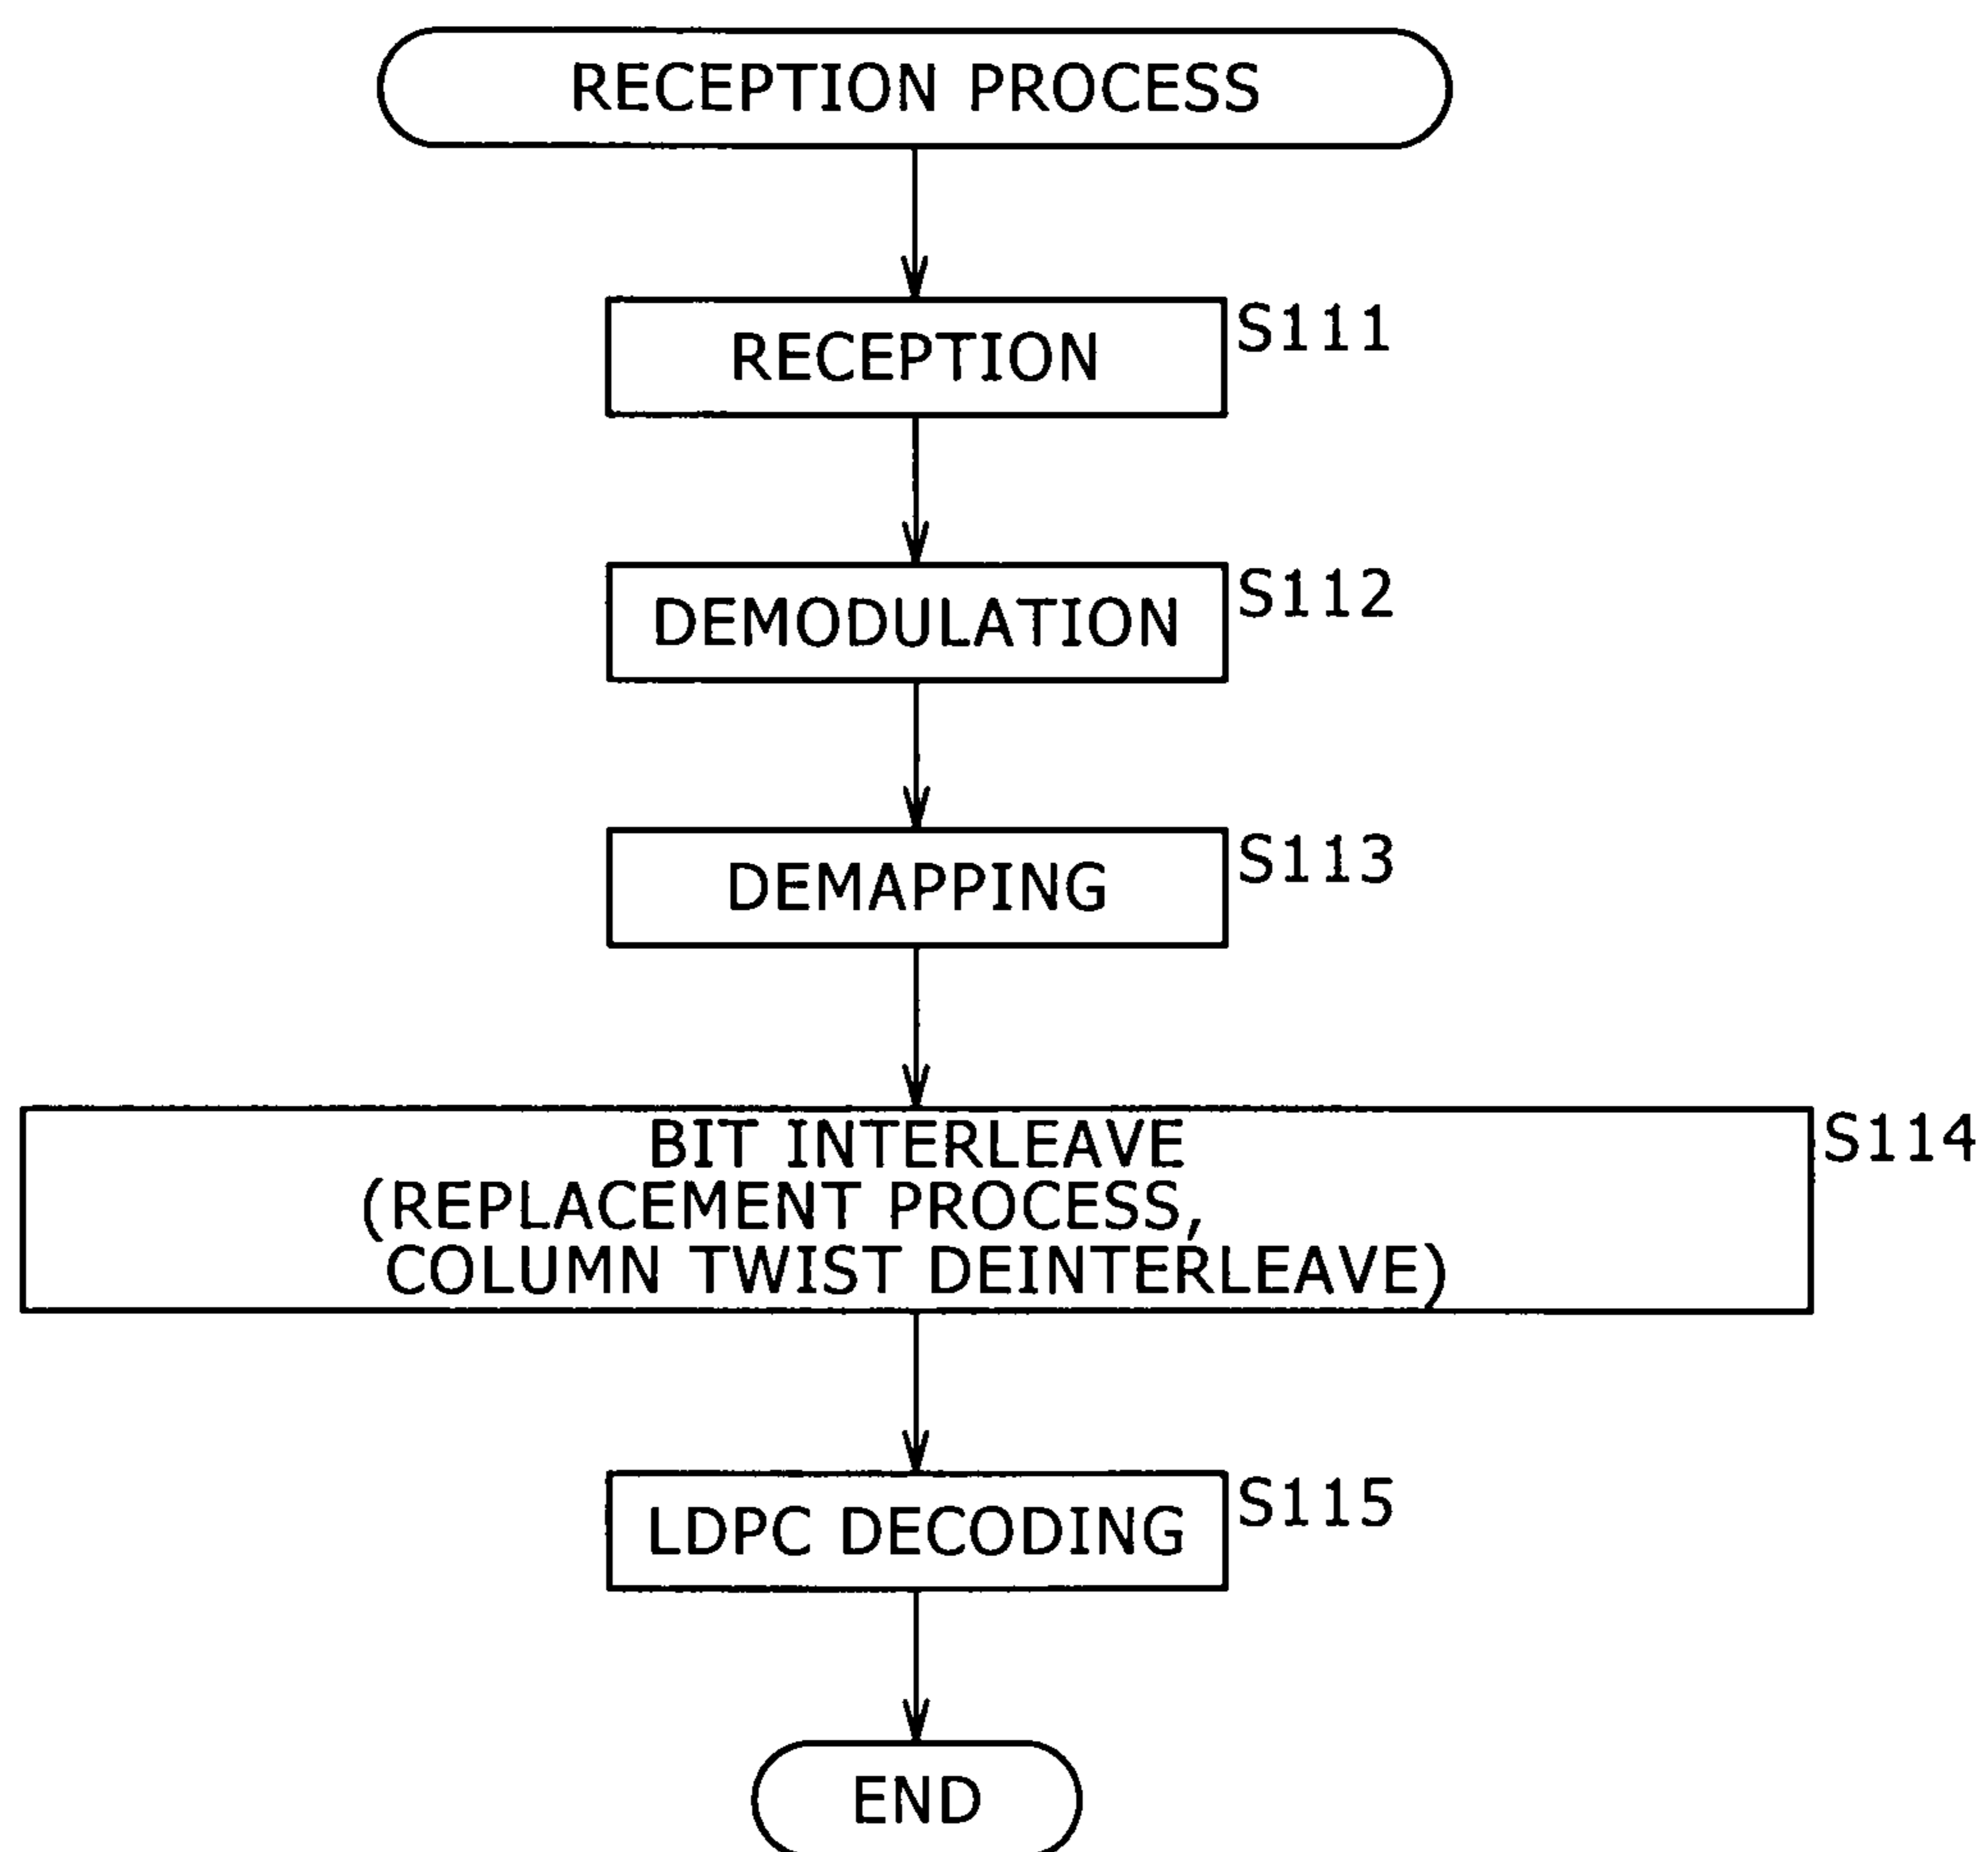 RECEPTION PROCESS
RECEPTION
S111
DEMODULATION
S112
DEMAPPING
S113
BIT INTERLEAVE
(REPLACEMENT PROCESS,
COLUMN TWIST DEINTERLEAVE)
S114
LDPC DECODING
S115
END